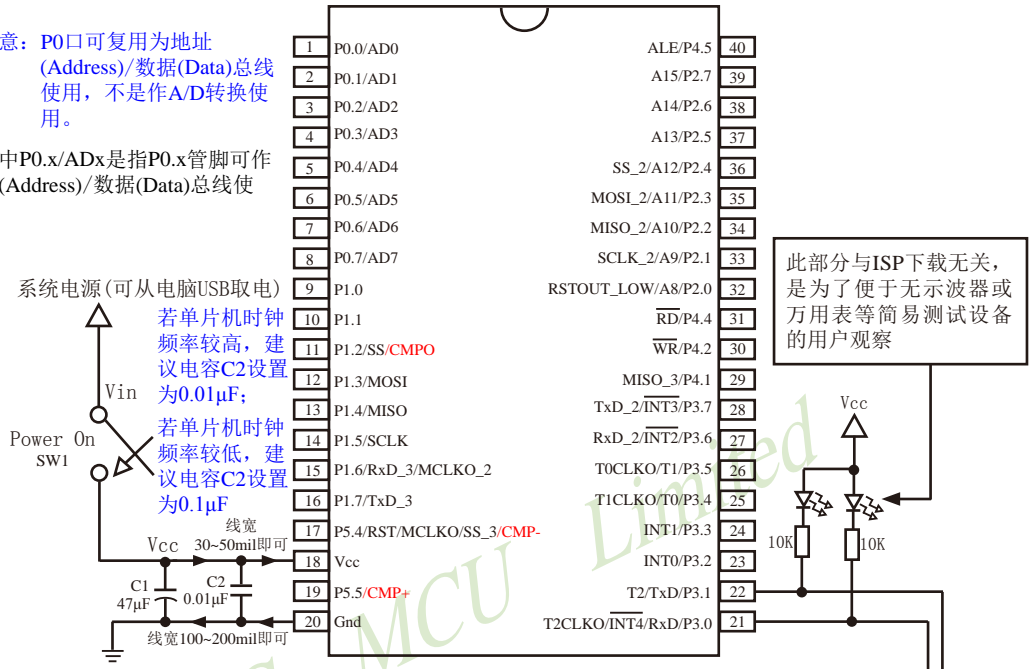 意：P0口可复用为地址
(Address)/数据(Data)总线
使用，不是作A/D转换使
用。
中P0.x/ADx是指P0.x管脚可作
(Address)/数据(Data)总线使
系统电源(可从电脑USB取电)
若单片机时钟
频率较高，建
议电容C2设置
为0.01μF；
若单片机时钟
频率较低，建
议电容C2设置
为0.1μF
Vin
Power On
SW1
线宽
Vcc 30~50mil即可
C1
47μF
C2
0.01μF
线宽100~200mil即可
1 P0.0/AD0
2 P0.1/AD1
3 P0.2/AD2
4 P0.3/AD3
5 P0.4/AD4
6 P0.5/AD5
7 P0.6/AD6
8 P0.7/AD7
9 P1.0
10 P1.1
11 P1.2/SS/CMPO
12 P1.3/MOSI
13 P1.4/MISO
14 P1.5/SCLK
15 P1.6/RxD_3/MCLKO_2
16 P1.7/TxD_3
17 P5.4/RST/MCLKO/SS_3/CMP-
18 Vcc
19 P5.5/CMP+
20 Gnd
ALE/P4.5 40
A15/P2.7 39
A14/P2.6 38
A13/P2.5 37
SS_2/A12/P2.4 36
MOSI_2/A11/P2.3 35
MISO_2/A10/P2.2 34
SCLK_2/A9/P2.1 33
RSTOUT_LOW/A8/P2.0 32
RD/P4.4 31
WR/P4.2 30
MISO_3/P4.1 29
TxD_2/INT3/P3.7 28
RxD_2/INT2/P3.6 27
T0CLKO/T1/P3.5 26
T1CLKO/T0/P3.4 25
INT1/P3.3 24
INT0/P3.2 23
T2/TxD/P3.1 22
T2CLKO/INT4/RxD/P3.0 21
此部分与ISP下载无关，
是为了便于无示波器或
万用表等简易测试设备
的用户观察
Vcc
10K
10K
MCU Limited